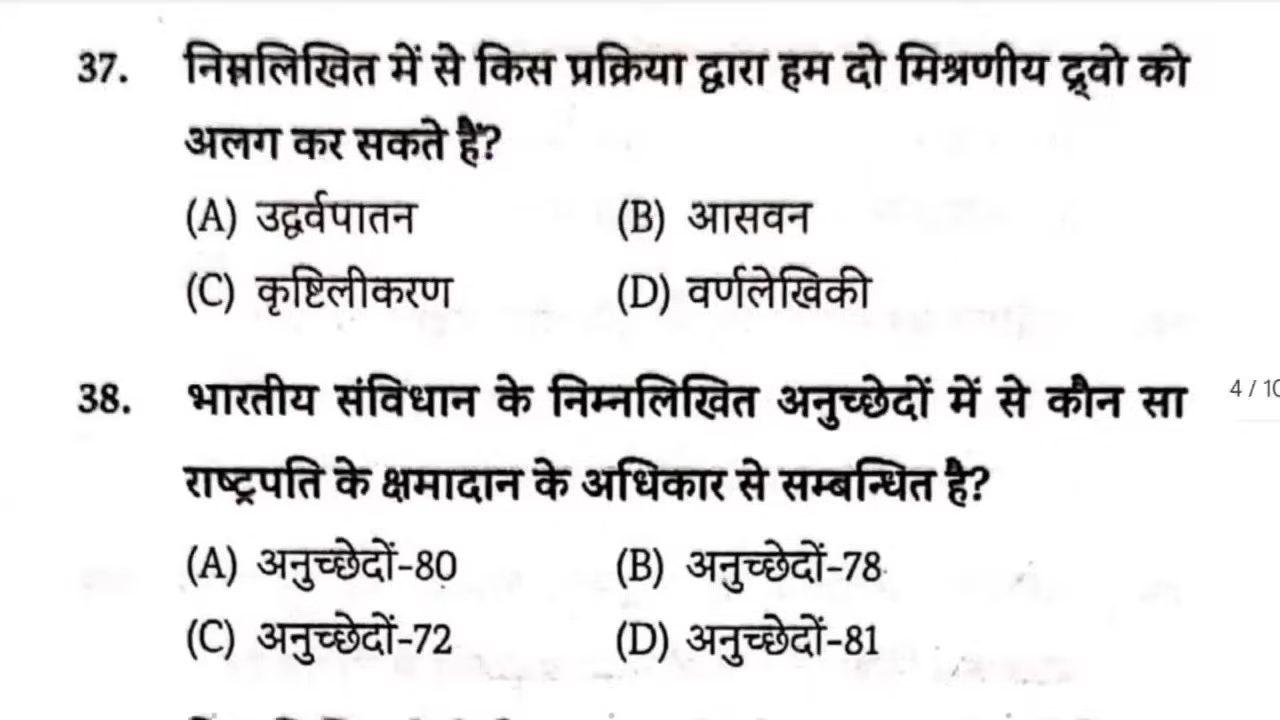 37. निम्नलिखित में से किस प्रक्रिया द्वारा हम दो मिश्रणीय द्र्वो को
अलग कर सकते हैं?
(A) उद्वर्वपातन (B) आसवन
(C) कृष्टिलीकरण (D) वर्णलेखिकी
38. भारतीय संविधान के निम्नलिखित अनुच्छेदों में से कौन सा
4 / 10
राष्ट्रपति के क्षमादान के अधिकार से सम्बन्धित है?
(A) अनुच्छेदों-80 (B) अनुच्छेदों-78
(C) अनुच्छेदों-72 (D) अनुच्छेदों-81